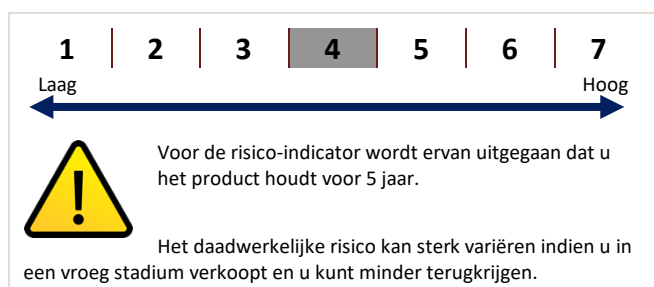 1 2 3 4 5 6 7
Laag Hoog
Voor de risico-indicator wordt ervan uitgegaan dat u
het product houdt voor 5 jaar.
Het daadwerkelijke risico kan sterk variëren indien u in
een vroeg stadium verkoopt en u kunt minder terugkrijgen.